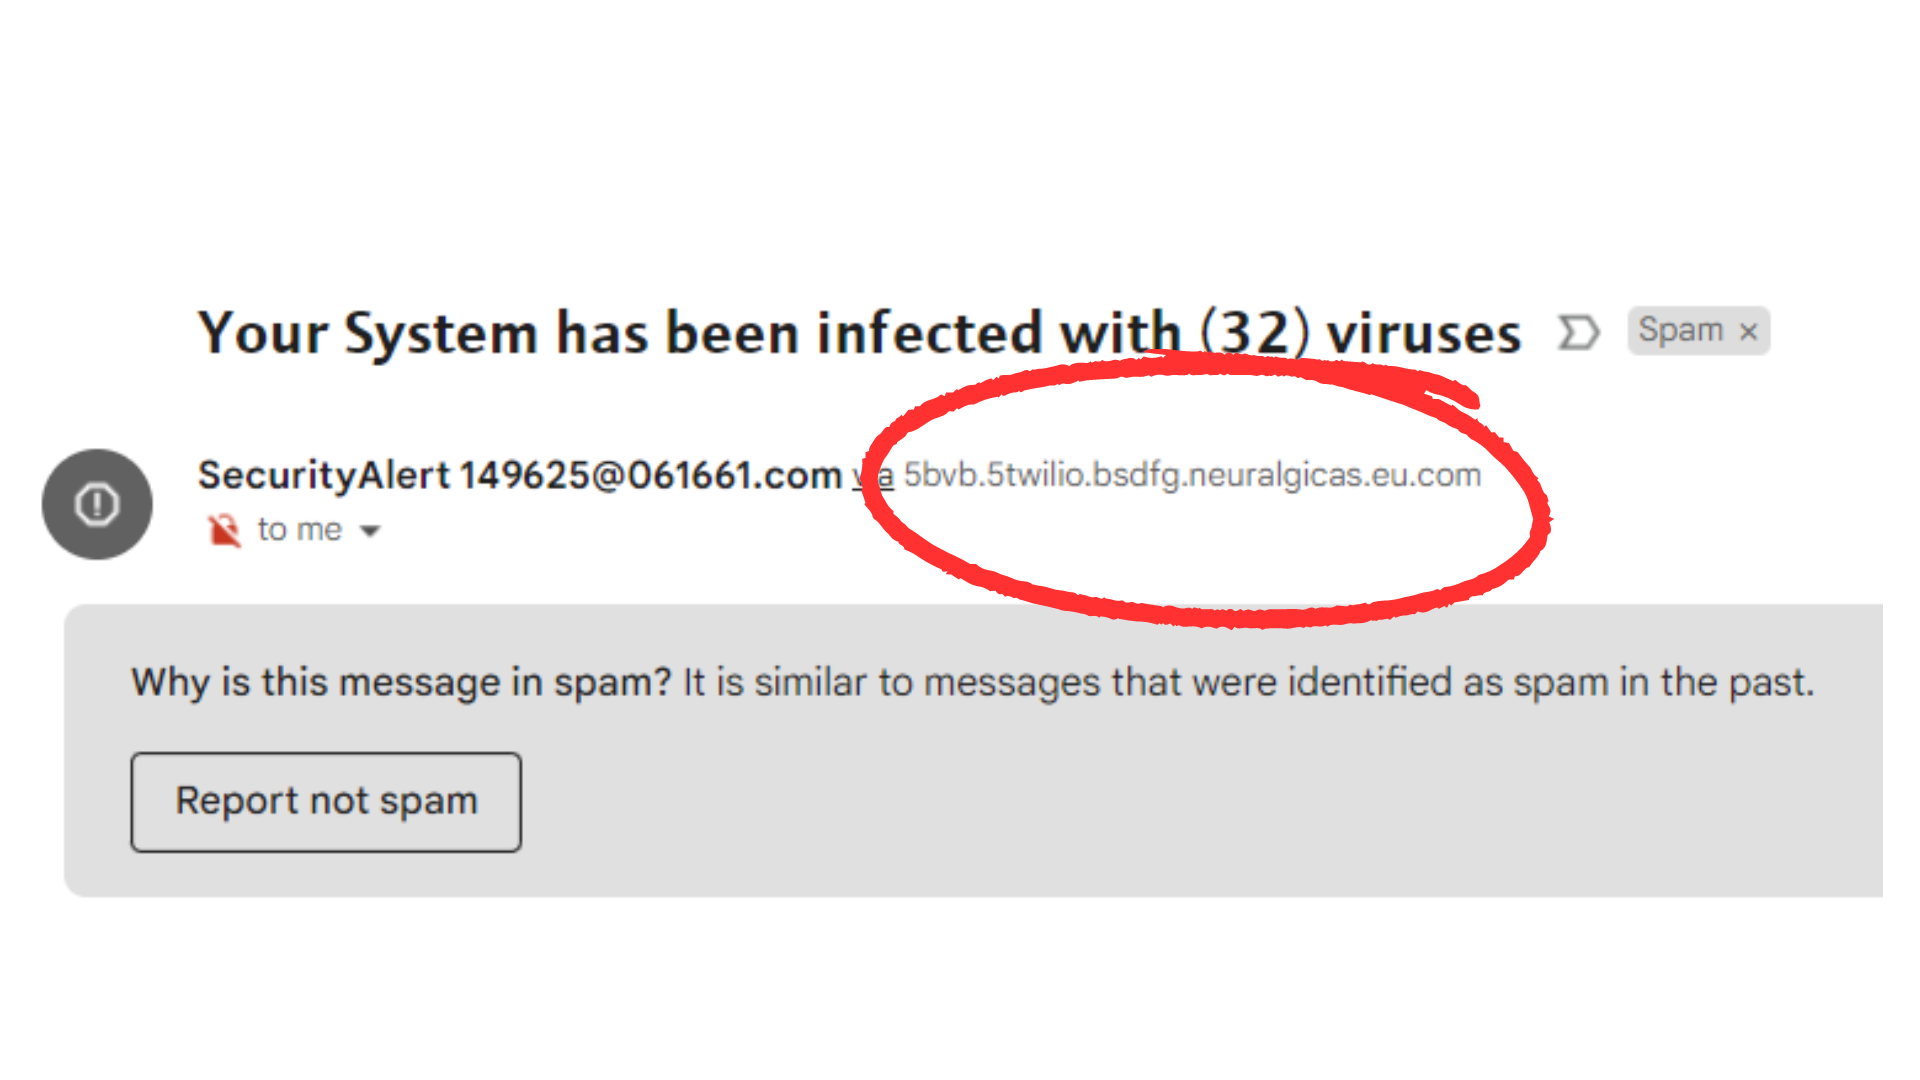 Your System has been infected with (32) viruses Spam ×
SecurityAlert 149625@061661.com via 5bvb.5twilio.bsdfg.neuralgicas.eu.com
to me
Why is this message in spam? It is similar to messages that were identified as spam in the past.
Report not spam